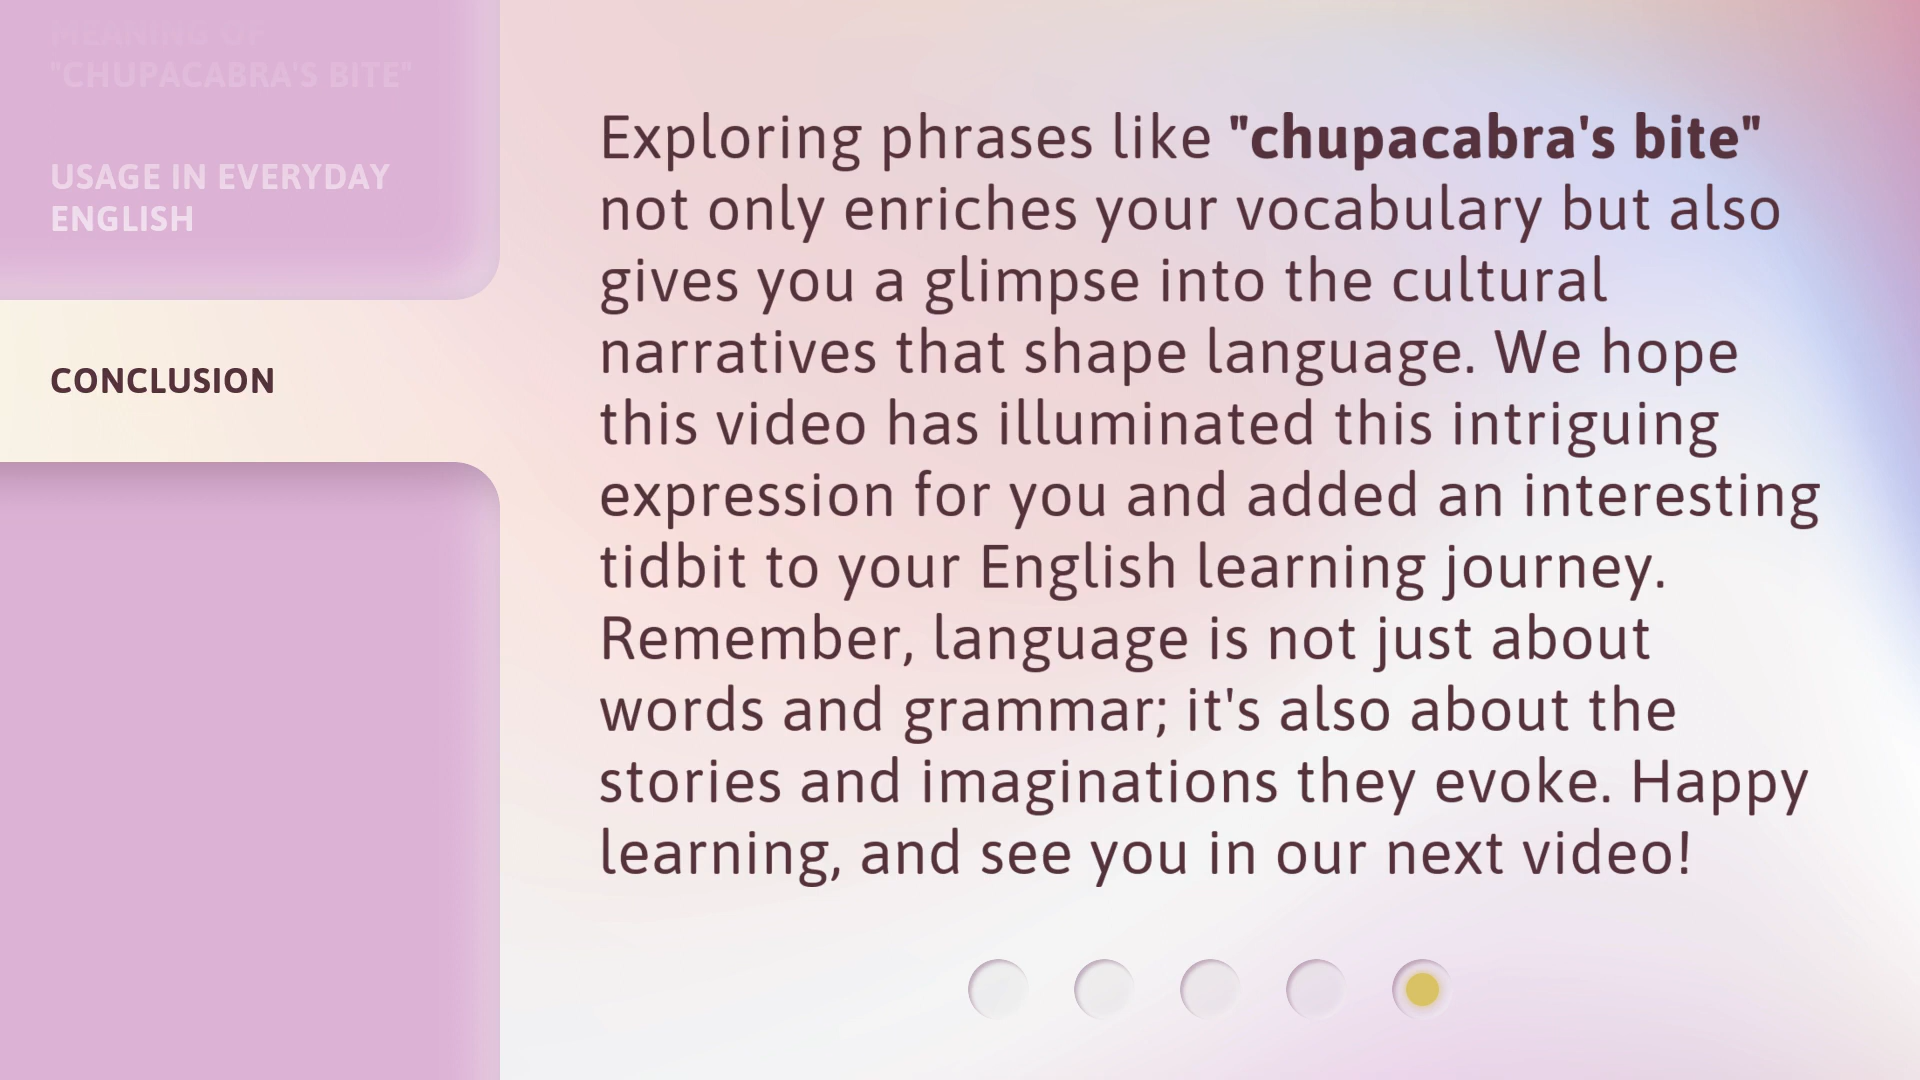 MEANING OF
"CHUPACABRA'S BITE"
USAGE IN EVERYDAY
ENGLISH
CONCLUSION
Exploring phrases like "chupacabra's bite"
not only enriches your vocabulary but also
gives you a glimpse into the cultural
narratives that shape language. We hope
this video has illuminated this intriguing
expression for you and added an interesting
tidbit to your English learning journey.
Remember, language is not just about
words and grammar; it's also about the
stories and imaginations they evoke. Happy
learning, and see you in our next video!